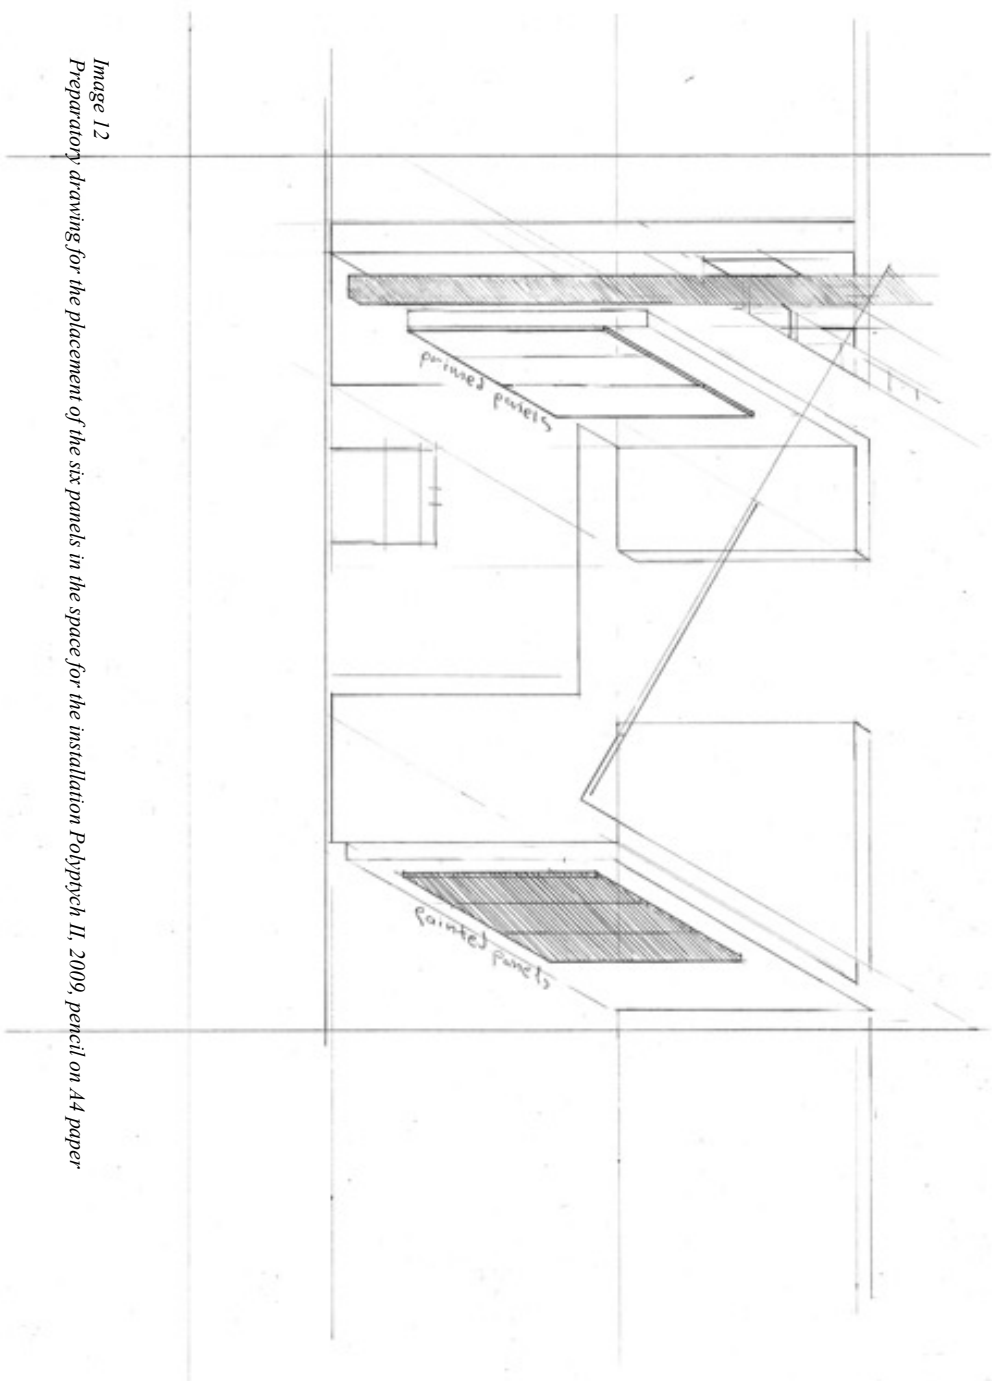 Image 12
Preparatory drawing for the placement of the six panels in the space for the installation Polyptych II, 2009, pencil on A4 paper
primed panels
painted panels